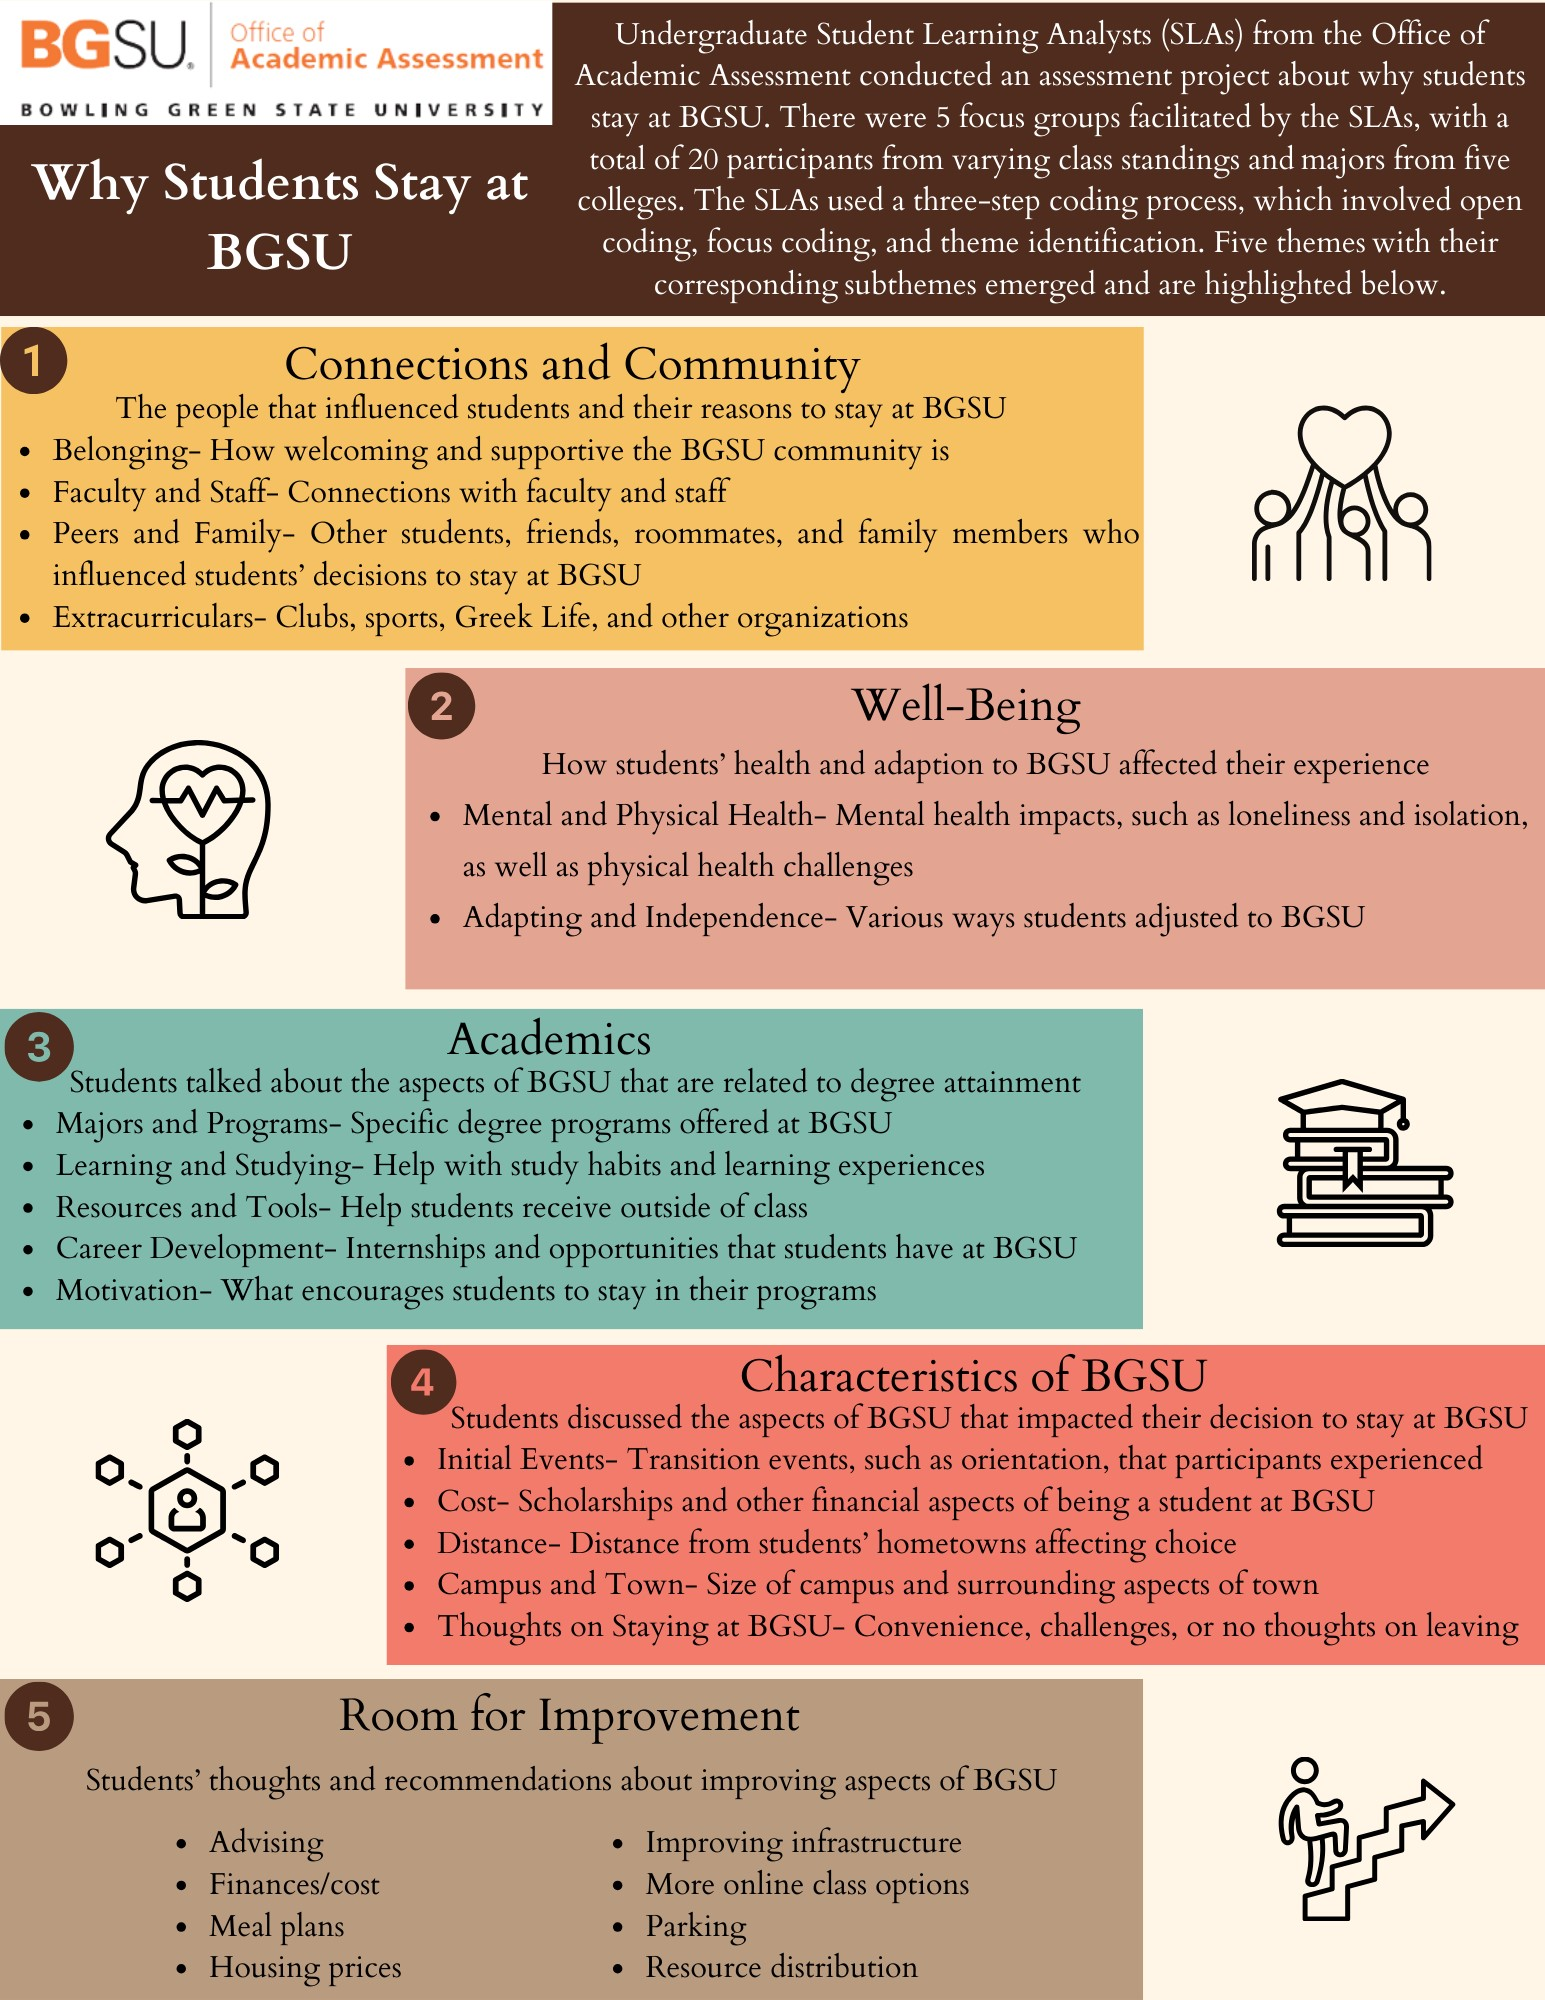 BGSU.
Office of
Academic Assessment
BOWLING GREEN STATE UNIVERSITY
Why Students Stay at
BGSU
Undergraduate Student Learning Analysts (SLAs) from the Office of
Academic Assessment conducted an assessment project about why students
stay at BGSU. There were 5 focus groups facilitated by the SLAs, with a
total of 20 participants from varying class standings and majors from five
colleges. The SLAs used a three-step coding process, which involved open
coding, focus coding, and theme identification. Five themes with their
corresponding subthemes emerged and are highlighted below.
1
Connections and Community
The people that influenced students and their reasons to stay at BGSU
• Belonging- How welcoming and supportive the BGSU community is
• Faculty and Staff- Connections with faculty and staff
• Peers and Family- Other students, friends, roommates, and family members who
influenced students’ decisions to stay at BGSU
• Extracurriculars- Clubs, sports, Greek Life, and other organizations
2
Well-Being
How students’ health and adaption to BGSU affected their experience
• Mental and Physical Health- Mental health impacts, such as loneliness and isolation,
as well as physical health challenges
• Adapting and Independence- Various ways students adjusted to BGSU
3
Academics
Students talked about the aspects of BGSU that are related to degree attainment
• Majors and Programs- Specific degree programs offered at BGSU
• Learning and Studying- Help with study habits and learning experiences
• Resources and Tools- Help students receive outside of class
• Career Development- Internships and opportunities that students have at BGSU
• Motivation- What encourages students to stay in their programs
4
Characteristics of BGSU
Students discussed the aspects of BGSU that impacted their decision to stay at BGSU
• Initial Events- Transition events, such as orientation, that participants experienced
• Cost- Scholarships and other financial aspects of being a student at BGSU
• Distance- Distance from students’ hometowns affecting choice
• Campus and Town- Size of campus and surrounding aspects of town
• Thoughts on Staying at BGSU- Convenience, challenges, or no thoughts on leaving
5
Room for Improvement
Students’ thoughts and recommendations about improving aspects of BGSU
• Advising
• Finances/cost
• Meal plans
• Housing prices
• Improving infrastructure
• More online class options
• Parking
• Resource distribution